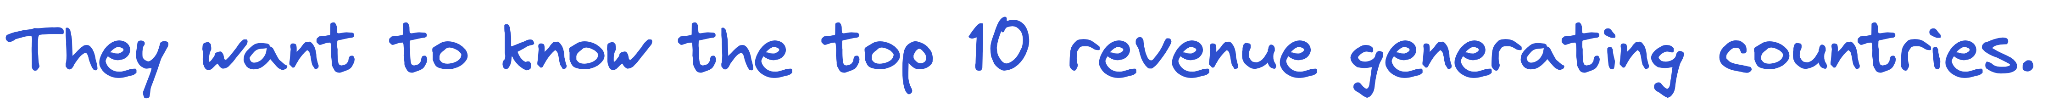 They want to know the top 10 revenue generating countries.